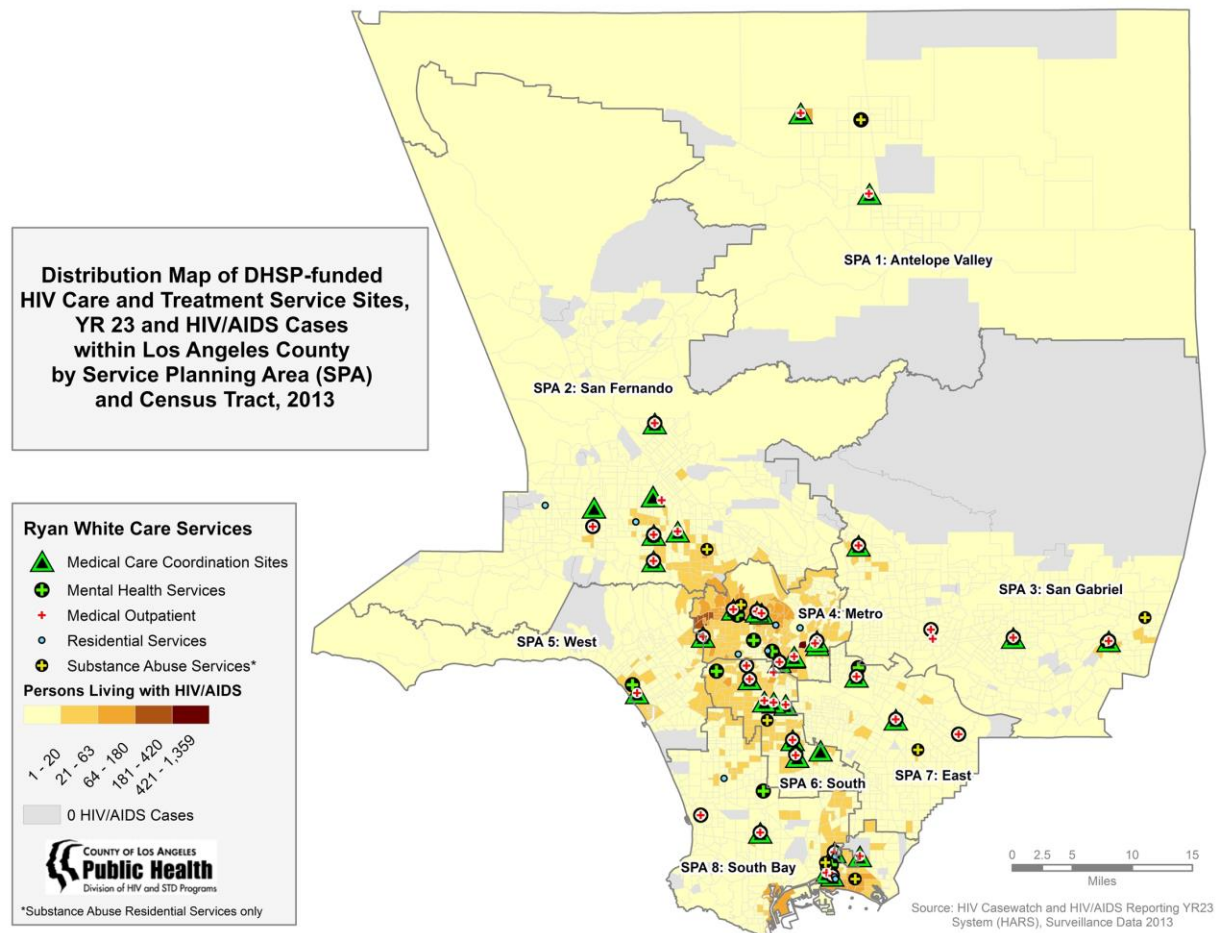 Distribution Map of DHSP-funded
HIV Care and Treatment Service Sites,
YR 23 and HIV/AIDS Cases
within Los Angeles County
by Service Planning Area (SPA)
and Census Tract, 2013
SPA 1: Antelope Valley
SPA 2: San Fernando
SPA 3: San Gabriel
SPA 4: Metro
SPA 5: West
SPA 6: South
SPA 7: East
SPA 8: South Bay
Ryan White Care Services
Medical Care Coordination Sites
Mental Health Services
Medical Outpatient
Residential Services
Substance Abuse Services*
Persons Living with HIV/AIDS
1 - 20
21 - 63
64 - 180
181 - 420
421 - 1,359
0 HIV/AIDS Cases
COUNTY OF LOS ANGELES
Public Health
Division of HIV and STD Programs
*Substance Abuse Residential Services only
0 2.5 5 10 15
Miles
Source: HIV Casewatch and HIV/AIDS Reporting YR23
System (HARS), Surveillance Data 2013